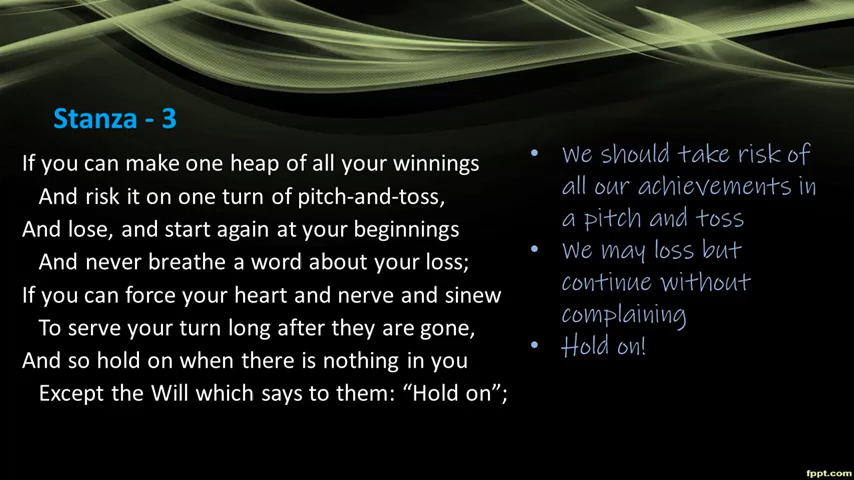 Stanza - 3
If you can make one heap of all your winnings
And risk it on one turn of pitch-and-toss,
And lose, and start again at your beginnings
And never breathe a word about your loss;
If you can force your heart and nerve and sinew
To serve your turn long after they are gone,
And so hold on when there is nothing in you
Except the Will which says to them: “Hold on”;
• We should take risk of
all our achievements in
a pitch and toss
• We may loss but
continue without
complaining
• Hold on!
fppt.com